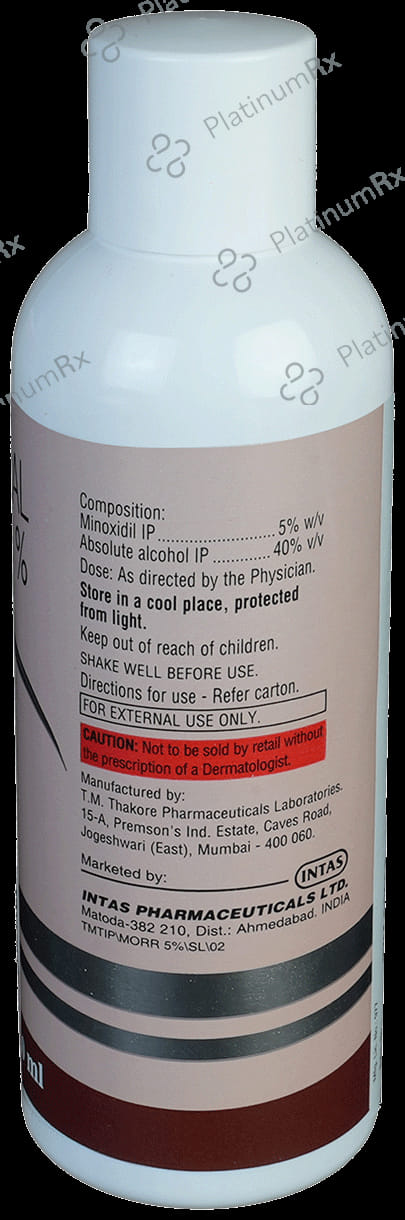 PlatinumRx
PlatinumRx
PlatinumRx
AL
%
Composition:
Minoxidil IP ........................... 5% w/v
Absolute alcohol IP ............ 40% v/v
Dose: As directed by the Physician.
Store in a cool place, protected
from light.
Keep out of reach of children.
SHAKE WELL BEFORE USE.
Directions for use - Refer carton.
FOR EXTERNAL USE ONLY.
CAUTION: Not to be sold by retail without
the prescription of a Dermatologist.
Manufactured by:
T.M. Thakore Pharmaceuticals Laboratories.
15-A, Premson's Ind. Estate, Caves Road,
Jogeshwari (East), Mumbai - 400 060.
Marketed by:
INTAS
INTAS PHARMACEUTICALS LTD.
Matoda-382 210, Dist.: Ahmedabad. INDIA
TMTIP\MORR 5%\SL\02
ml